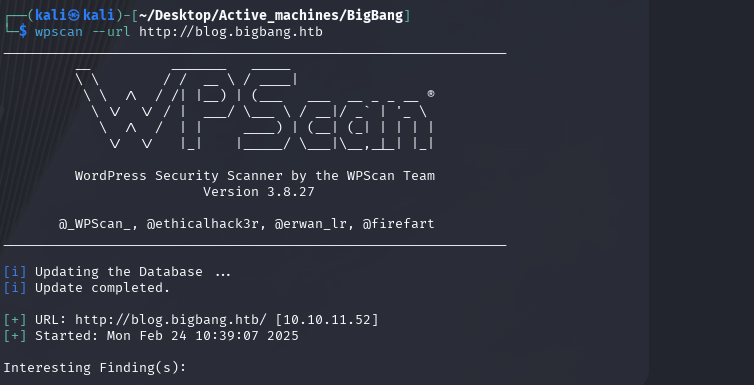 ┌──(kali㉿kali)-[~/Desktop/Active_machines/BigBang]
└─$ wpscan --url http://blog.bigbang.htb
_______________________________________________________________
         __          _______   _____
         \ \        / /  __ \ / ____|
          \ \  /\  / /| |__) | (___   ___  __ _ _ __ ®
           \ \/  \/ / |  ___/ \___ \ / __|/ _` | '_ \
            \  /\  /  | |     ____) | (__| (_| | | | |
             \/  \/   |_|    |_____/ \___|\__,_|_| |_|

         WordPress Security Scanner by the WPScan Team
                         Version 3.8.27

       @_WPScan_, @ethicalhack3r, @erwan_lr, @firefart
_______________________________________________________________

[i] Updating the Database ...
[i] Update completed.

[+] URL: http://blog.bigbang.htb/ [10.10.11.52]
[+] Started: Mon Feb 24 10:39:07 2025

Interesting Finding(s):